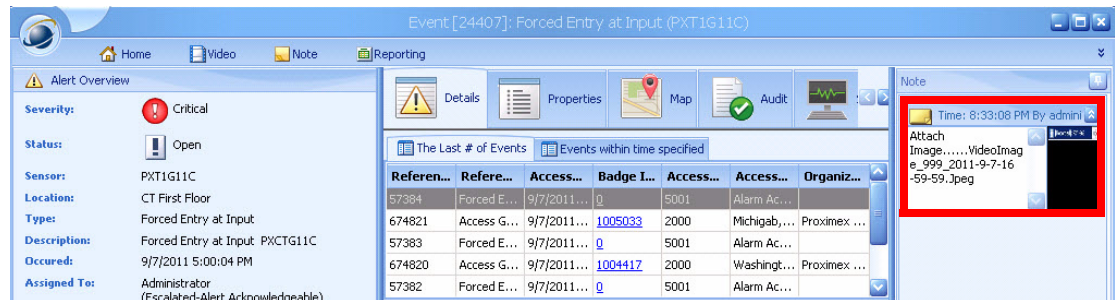 Event [24407]: Forced Entry at Input (PXT1G11C)
Home Video Note Reporting
Alert Overview
Severity: Critical
Status: Open
Sensor: PXT1G11C
Location: CT First Floor
Type: Forced Entry at Input
Description: Forced Entry at Input PXCTG11C
Occured: 9/7/2011 5:00:04 PM
Assigned To: Administrator
(Escalated-Alert Acknowledgeable)
Details Properties Map Audit
The Last # of Events Events within time specified
Referen... Refere... Access... Badge I... Access... Access... Organiz...
57384 Forced E... 9/7/2011... 0 5001 Alarm Ac...
674821 Access G... 9/7/2011... 1005033 2000 Michigab,... Proximex ...
57383 Forced E... 9/7/2011... 0 5001 Alarm Ac...
674820 Access G... 9/7/2011... 1004417 2000 Washingt... Proximex ...
57382 Forced E... 9/7/2011... 0 5001 Alarm Ac...
Note
Time: 8:33:08 PM By admini
Attach
Image......VideoImag
e_999_2011-9-7-16
-59-59.Jpeg